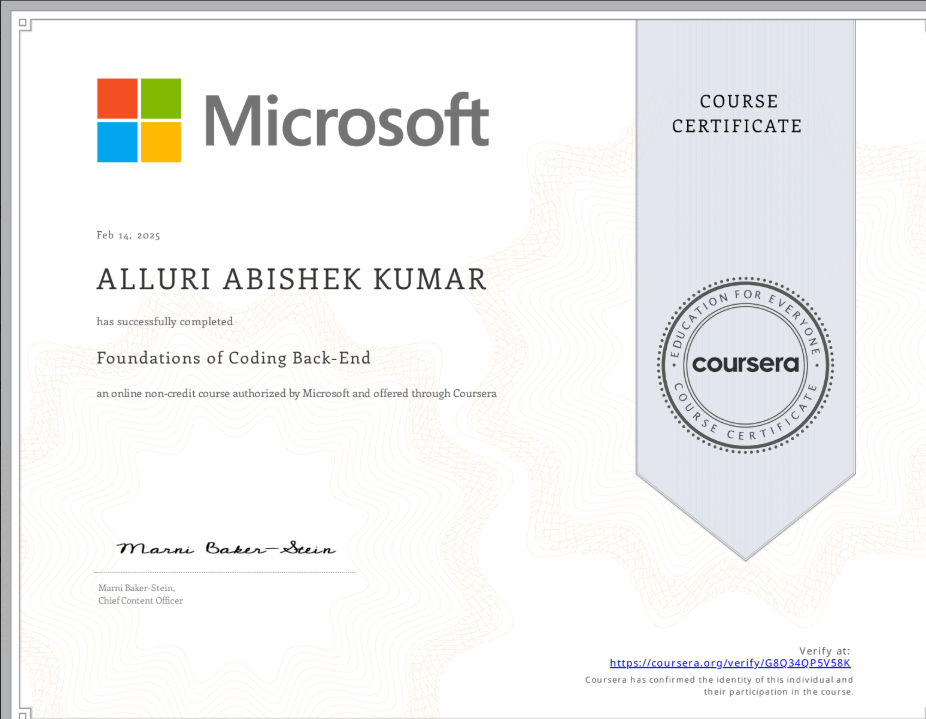 Microsoft
COURSE
CERTIFICATE
Feb 14, 2025
ALLURI ABISHEK KUMAR
has successfully completed
Foundations of Coding Back-End
an online non-credit course authorized by Microsoft and offered through Coursera
EDUCATION FOR EVERYONE
coursera
COURSE CERTIFICATE
Marni Baker-Stein
Marni Baker-Stein,
Chief Content Officer
Verify at:
https://coursera.org/verify/G8Q34QP5V58K
Coursera has confirmed the identity of this individual and
their participation in the course.